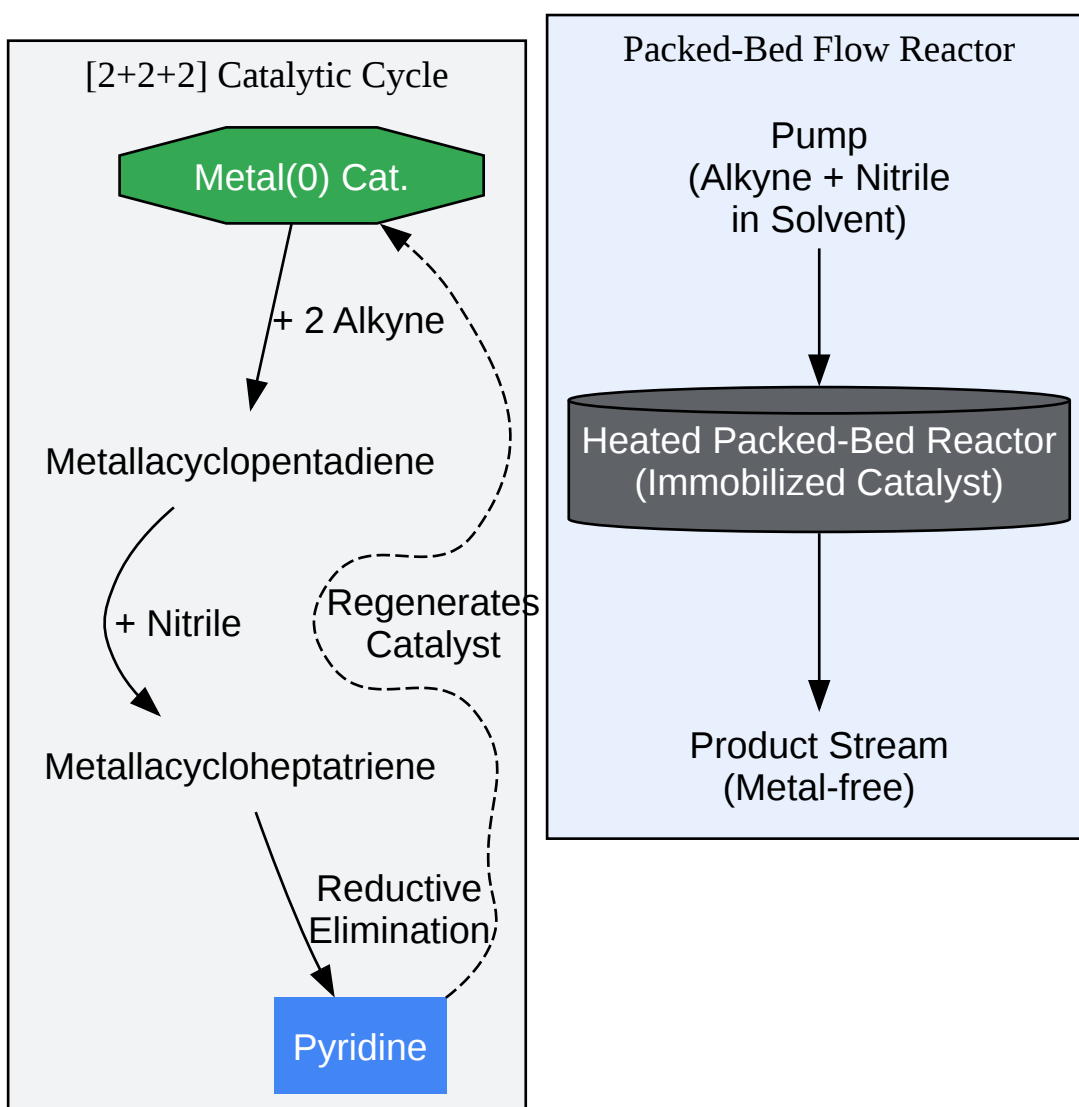 [2+2+2] Catalytic Cycle
Metal(0) Cat.
+ 2 Alkyne
Metallacyclopentadiene
+ Nitrile
Regenerates
Catalyst
Metallacycloheptatriene
Reductive
Elimination
Pyridine
Packed-Bed Flow Reactor
Pump
(Alkyne + Nitrile
in Solvent)
Heated Packed-Bed Reactor
(Immobilized Catalyst)
Product Stream
(Metal-free)